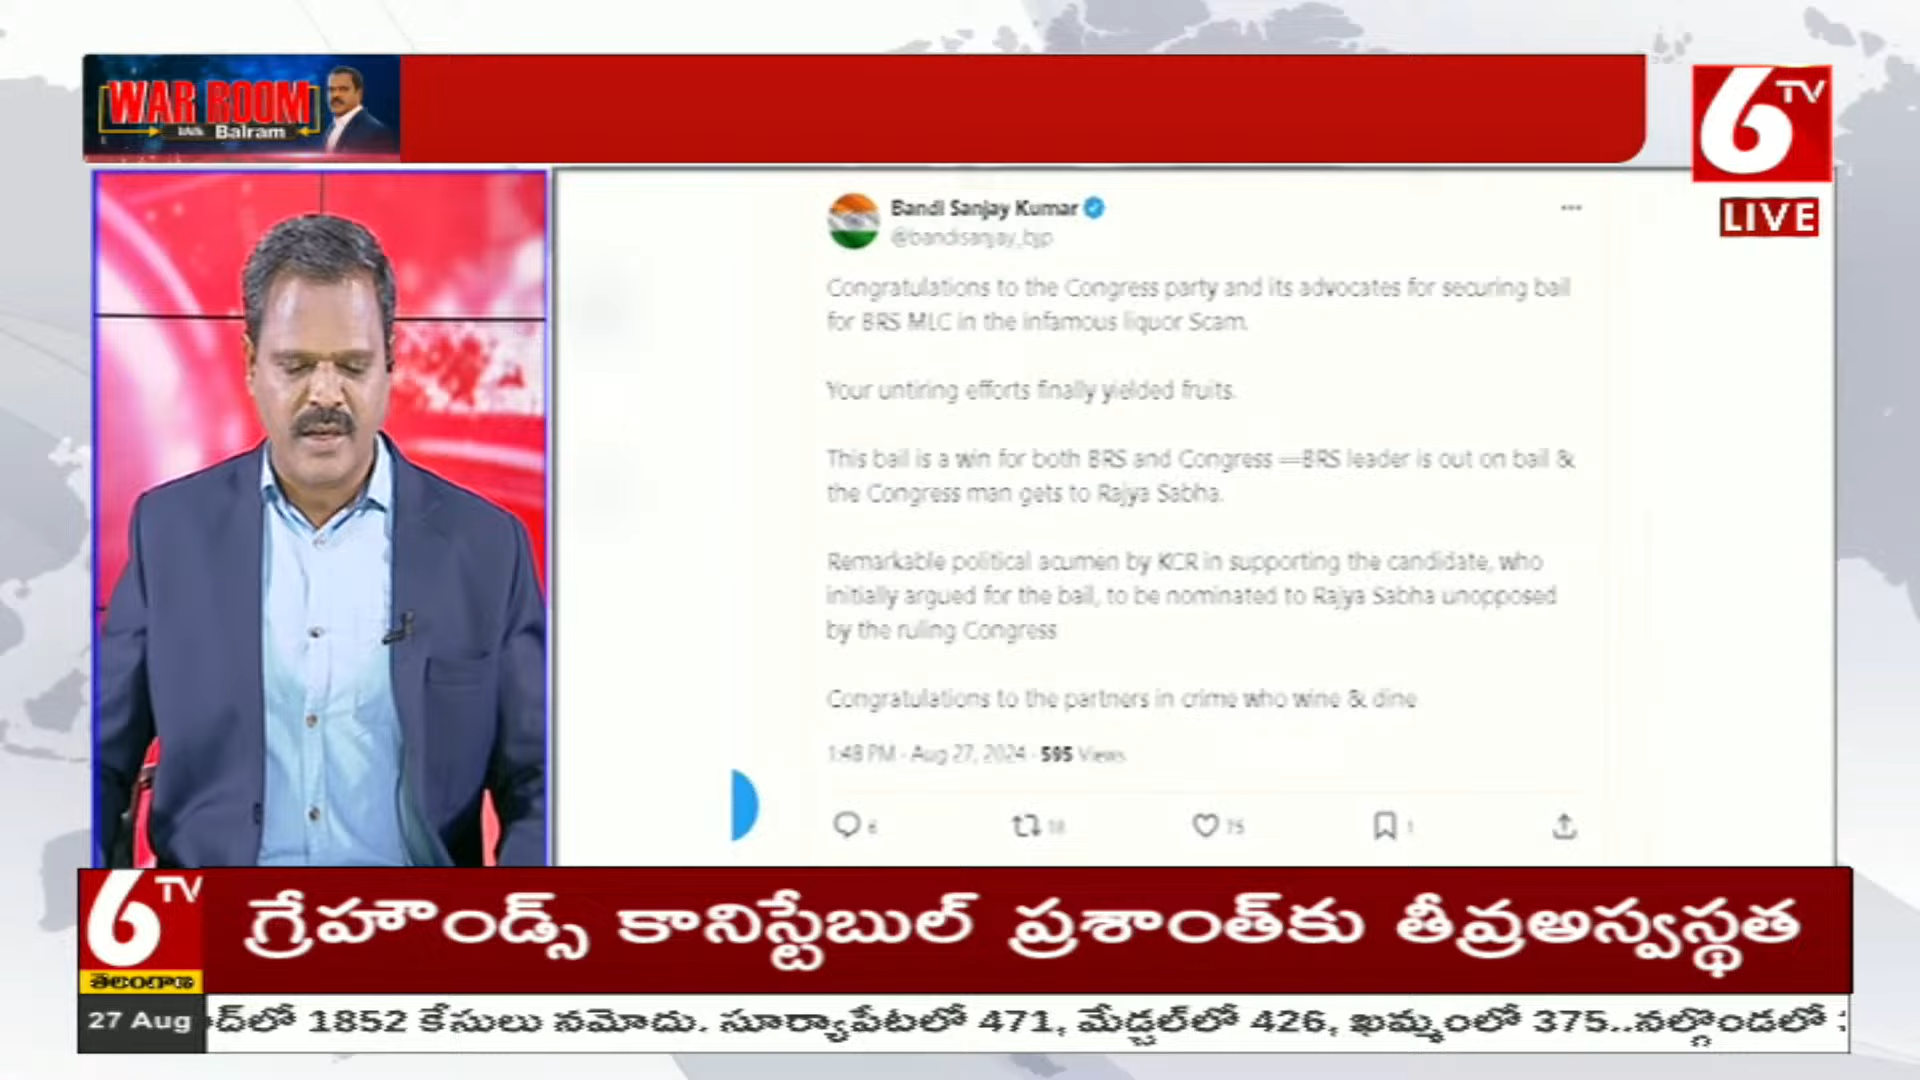 WAR ROOM
with Balram
6TV
LIVE
Bandi Sanjay Kumar
@bandisanjay_bjp
Congratulations to the Congress party and its advocates for securing bail
for BRS MLC in the infamous liquor Scam.
Your untiring efforts finally yielded fruits.
This bail is a win for both BRS and Congress —BRS leader is out on bail &
the Congress man gets to Rajya Sabha.
Remarkable political acumen by KCR in supporting the candidate, who
initially argued for the bail, to be nominated to Rajya Sabha unopposed
by the ruling Congress
Congratulations to the partners in crime who wine & dine
1:48 PM · Aug 27, 2024 · 595 Views
6 18 75 1
6TV
తెలంగాణ
గ్రేహౌండ్స్ కానిస్టేబుల్ ప్రశాంత్‌కు తీవ్రఅస్వస్థత
27 Aug
ద్‌లో 1852 కేసులు నమోదు. సూర్యాపేటలో 471, మేడ్చల్‌లో 426, ఖమ్మంలో 375..నల్గొండలో